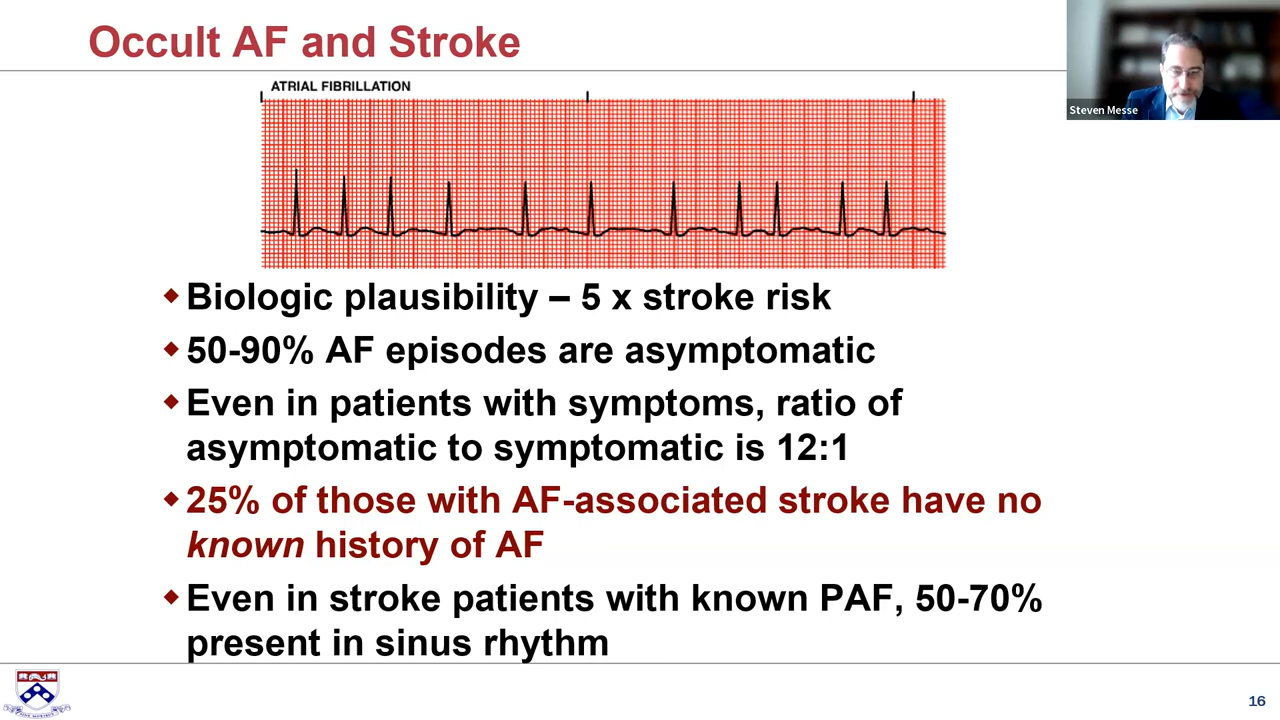 Occult AF and Stroke
Steven Messe
ATRIAL FIBRILLATION
Biologic plausibility – 5 x stroke risk
50-90% AF episodes are asymptomatic
Even in patients with symptoms, ratio of
asymptomatic to symptomatic is 12:1
25% of those with AF-associated stroke have no
known history of AF
Even in stroke patients with known PAF, 50-70%
present in sinus rhythm
16